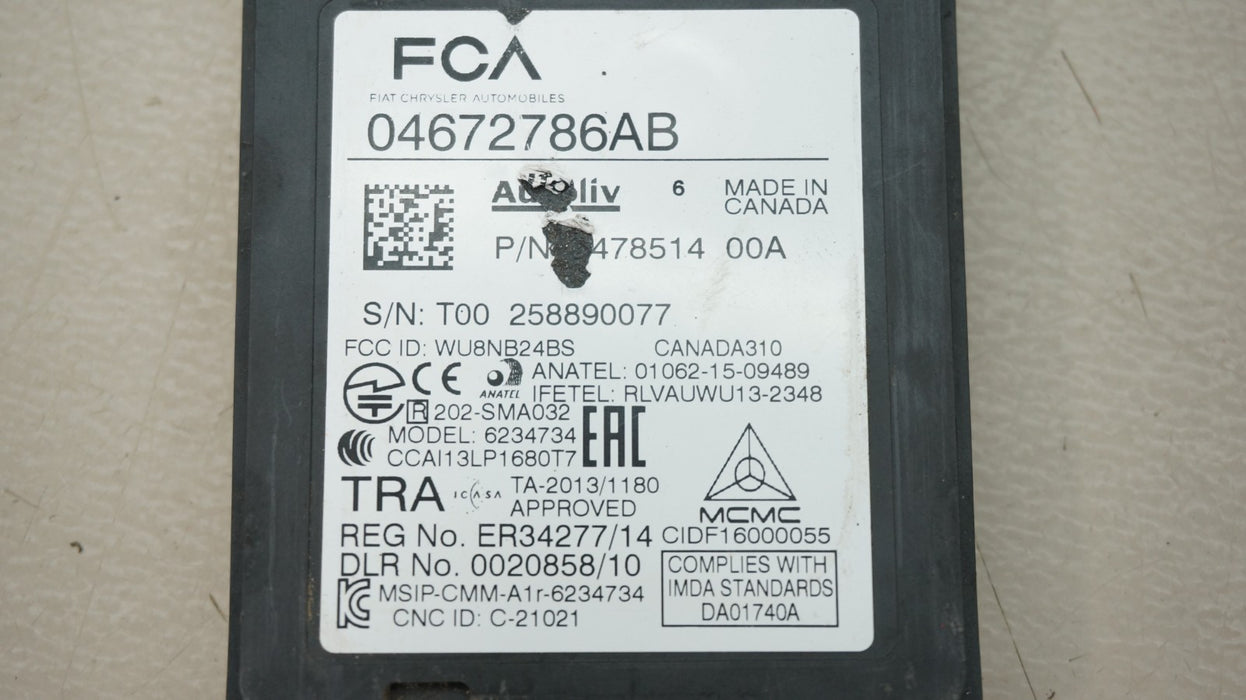 FCA
FIAT CHRYSLER AUTOMOBILES
04672786AB
6 MADE IN
CANADA
478514 00A
S/N: T00 258890077
FCC ID: WU8NB24BS CANADA310
CE ANATEL ANATEL: 01062-15-09489
IFETEL: RLVAUWU13-2348
R 202-SMA032
EAC
MODEL: 6234734
CCAI13LP1680T7
TRA ICASA TA-2013/1180
APPROVED
MCMC
REG No. ER34277/14 CIDF16000055
DLR No. 0020858/10
COMPLIES WITH
IMDA STANDARDS
DA01740A
MSIP-CMM-A1r-6234734
CNC ID: C-21021